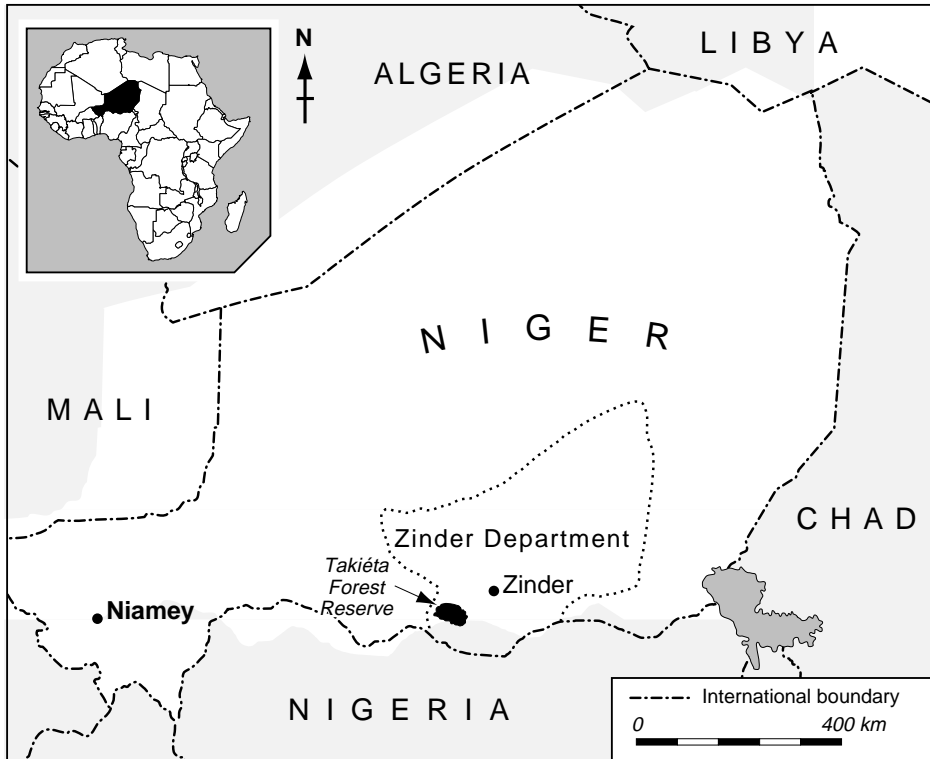 LIBYA
N
ALGERIA
NIGER
MALI
CHAD
Zinder Department
Takiéta
Forest
Reserve
Zinder
Niamey
NIGERIA
International boundary
0 400 km